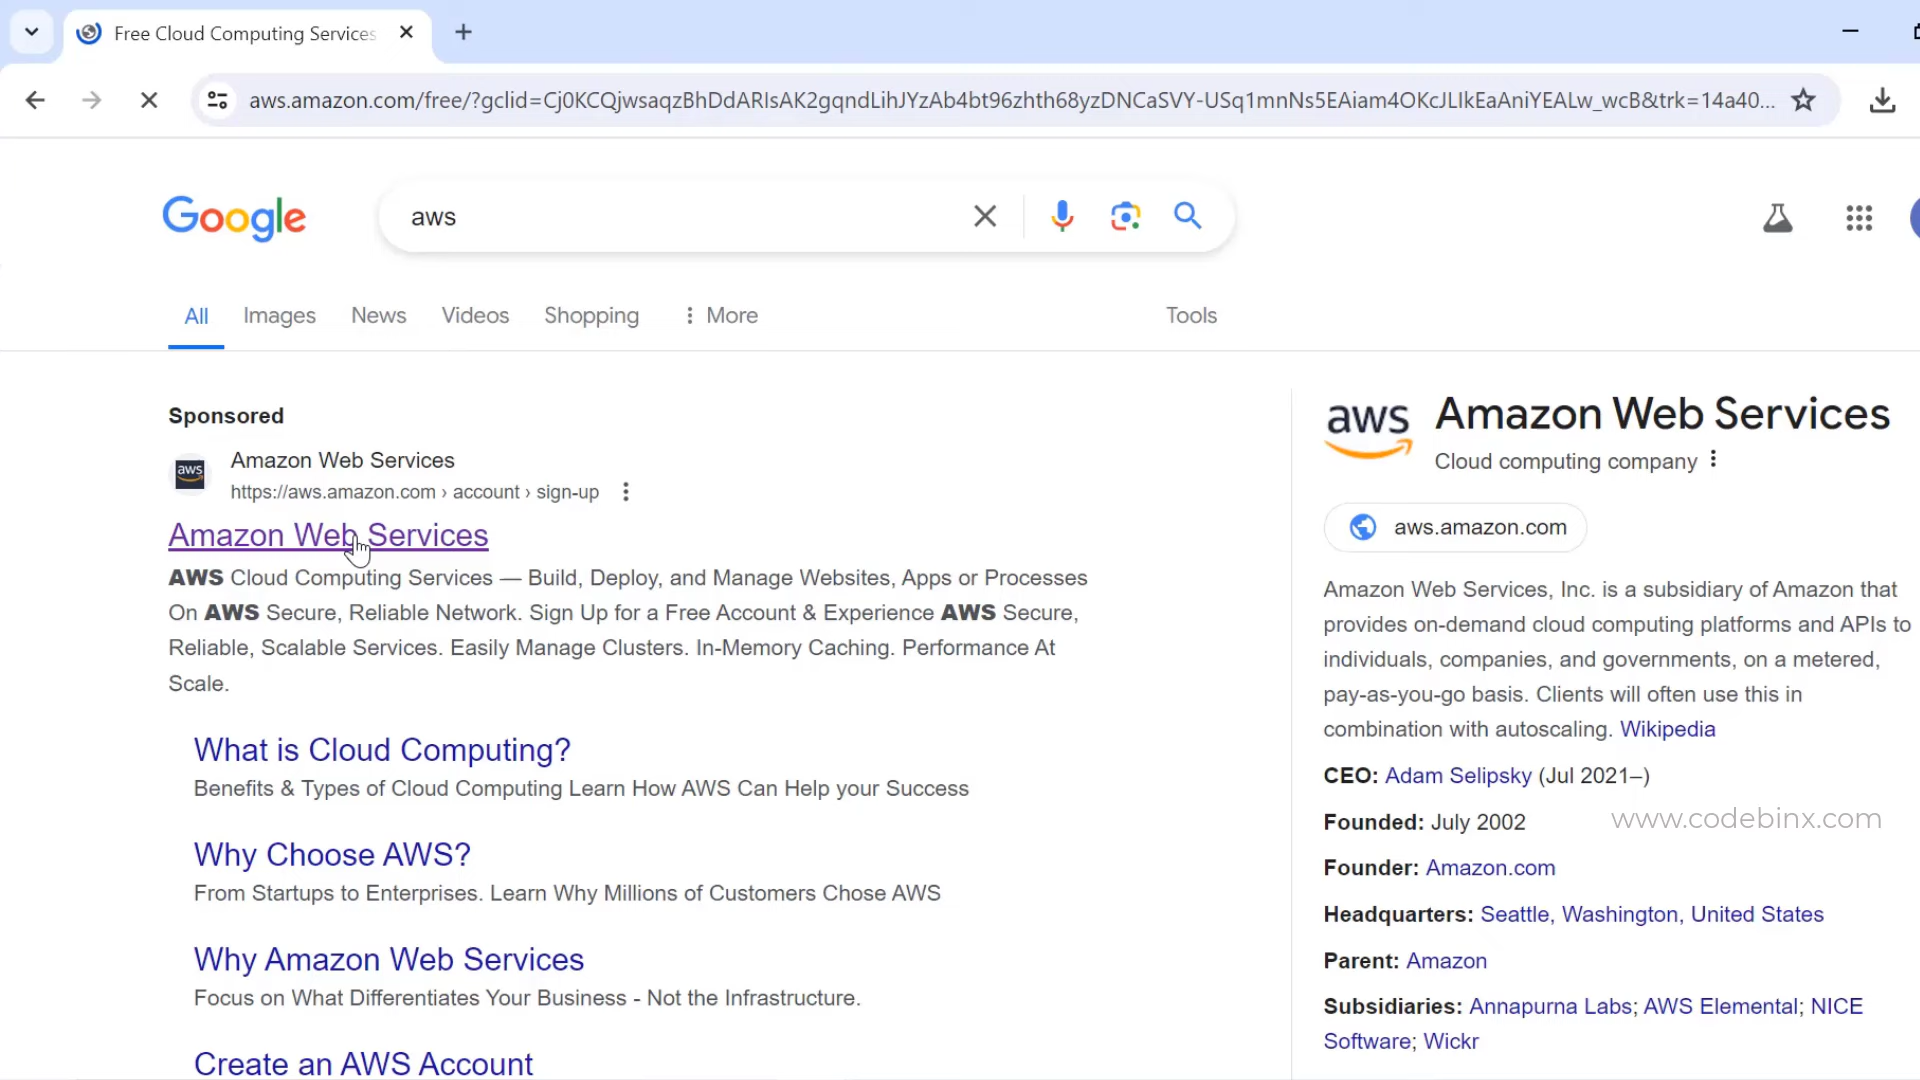 Free Cloud Computing Services
aws.amazon.com/free/?gclid=Cj0KCQjwsaqzBhDdARIsAK2gqndLihJYzAb4bt96zhth68yzDNCaSVY-USq1mnNs5EAiam4OKcJLIkEaAniYEALw_wcB&trk=14a40...
Google
aws
All Images News Videos Shopping More Tools
Sponsored
aws
Amazon Web Services
https://aws.amazon.com › account › sign-up
Amazon Web Services
AWS Cloud Computing Services — Build, Deploy, and Manage Websites, Apps or Processes
On AWS Secure, Reliable Network. Sign Up for a Free Account & Experience AWS Secure,
Reliable, Scalable Services. Easily Manage Clusters. In-Memory Caching. Performance At
Scale.
What is Cloud Computing?
Benefits & Types of Cloud Computing Learn How AWS Can Help your Success
Why Choose AWS?
From Startups to Enterprises. Learn Why Millions of Customers Chose AWS
Why Amazon Web Services
Focus on What Differentiates Your Business - Not the Infrastructure.
Create an AWS Account
aws
Amazon Web Services
Cloud computing company
aws.amazon.com
Amazon Web Services, Inc. is a subsidiary of Amazon that
provides on-demand cloud computing platforms and APIs to
individuals, companies, and governments, on a metered,
pay-as-you-go basis. Clients will often use this in
combination with autoscaling. Wikipedia
CEO: Adam Selipsky (Jul 2021–)
Founded: July 2002
www.codebinx.com
Founder: Amazon.com
Headquarters: Seattle, Washington, United States
Parent: Amazon
Subsidiaries: Annapurna Labs; AWS Elemental; NICE
Software; Wickr